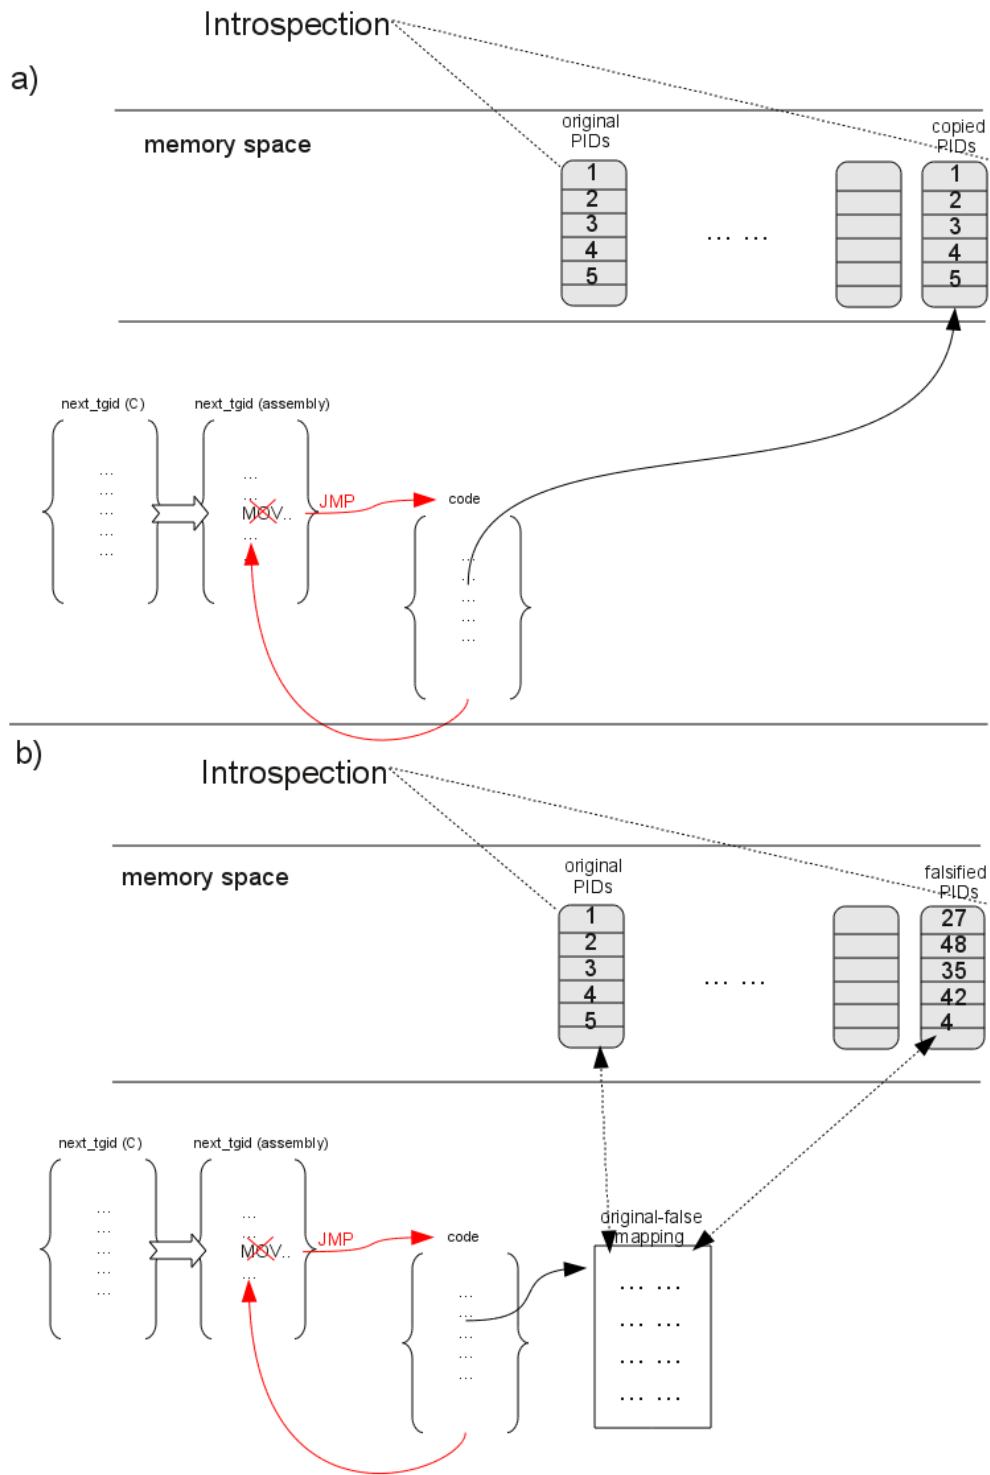 Introspection
a)
original
PIDs
copied
PIDs
memory space
1
2
3
4
5
... ...
1
2
3
4
5
next_tgid (C)
next_tgid (assembly)
...
...
...
...
...
...
...
MOV..
...
JMP
code
...
...
...
...
...
b)
Introspection
original
PIDs
falsified
PIDs
memory space
1
2
3
4
5
... ...
27
48
35
42
4
next_tgid (C)
next_tgid (assembly)
...
...
...
...
...
...
...
MOV..
...
JMP
code
...
...
...
...
...
original-false
mapping
... ...
... ...
... ...
... ...